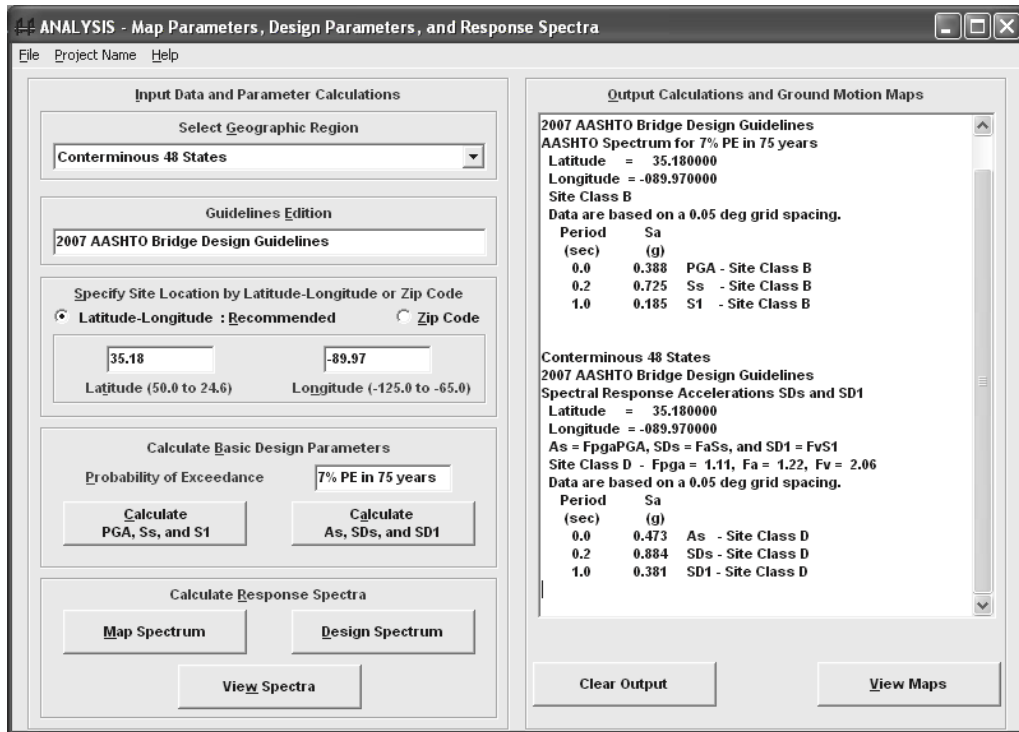 ANALYSIS - Map Parameters, Design Parameters, and Response Spectra
File Project Name Help
Input Data and Parameter Calculations
Select Geographic Region
Conterminous 48 States
Guidelines Edition
2007 AASHTO Bridge Design Guidelines
Specify Site Location by Latitude-Longitude or Zip Code
Latitude-Longitude : Recommended Zip Code
35.18 -89.97
Latitude (50.0 to 24.6) Longitude (-125.0 to -65.0)
Calculate Basic Design Parameters
Probability of Exceedance 7% PE in 75 years
Calculate
PGA, Ss, and S1
Calculate
As, SDs, and SD1
Calculate Response Spectra
Map Spectrum Design Spectrum
View Spectra
Output Calculations and Ground Motion Maps
2007 AASHTO Bridge Design Guidelines
AASHTO Spectrum for 7% PE in 75 years
Latitude = 35.180000
Longitude = -089.970000
Site Class B
Data are based on a 0.05 deg grid spacing.
Period Sa
(sec) (g)
0.0 0.388 PGA - Site Class B
0.2 0.725 Ss - Site Class B
1.0 0.185 S1 - Site Class B
Conterminous 48 States
2007 AASHTO Bridge Design Guidelines
Spectral Response Accelerations SDs and SD1
Latitude = 35.180000
Longitude = -089.970000
As = FpgaPGA, SDs = FaSs, and SD1 = FvS1
Site Class D - Fpga = 1.11, Fa = 1.22, Fv = 2.06
Data are based on a 0.05 deg grid spacing.
Period Sa
(sec) (g)
0.0 0.473 As - Site Class D
0.2 0.884 SDs - Site Class D
1.0 0.381 SD1 - Site Class D
Clear Output View Maps